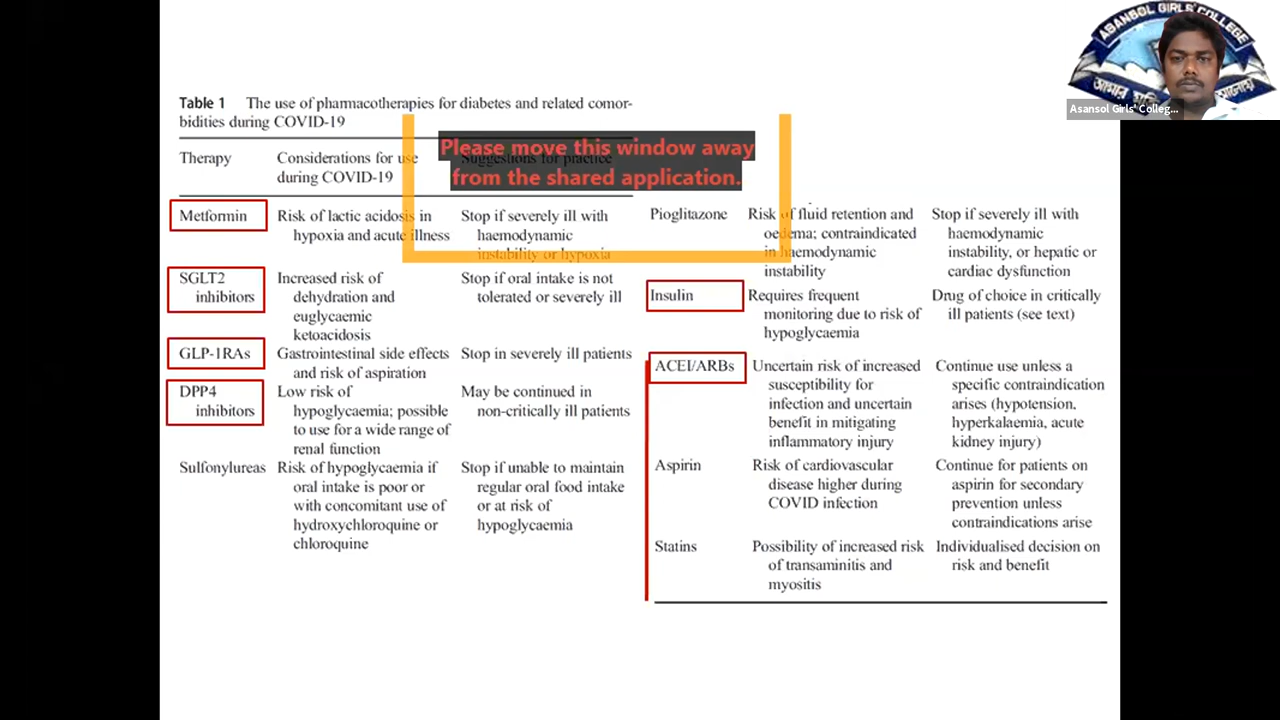 ASANSOL GIRLS' COLLEGE
Asansol Girls' Colleg...
Table 1 The use of pharmacotherapies for diabetes and related comor-
bidities during COVID-19
Please move this window away
from the shared application.
Therapy
Considerations for use
during COVID-19
Suggestions for practice
Metformin
Risk of lactic acidosis in
hypoxia and acute illness
Stop if severely ill with
haemodynamic
instability or hypoxia
SGLT2
inhibitors
Increased risk of
dehydration and
euglycaemic
ketoacidosis
Stop if oral intake is not
tolerated or severely ill
GLP-1RAs
Gastrointestinal side effects
and risk of aspiration
Stop in severely ill patients
DPP4
inhibitors
Low risk of
hypoglycaemia; possible
to use for a wide range of
renal function
May be continued in
non-critically ill patients
Sulfonylureas
Risk of hypoglycaemia if
oral intake is poor or
with concomitant use of
hydroxychloroquine or
chloroquine
Stop if unable to maintain
regular oral food intake
or at risk of
hypoglycaemia
Pioglitazone
Risk of fluid retention and
oedema; contraindicated
in haemodynamic
instability
Stop if severely ill with
haemodynamic
instability, or hepatic or
cardiac dysfunction
Insulin
Requires frequent
monitoring due to risk of
hypoglycaemia
Drug of choice in critically
ill patients (see text)
ACEI/ARBs
Uncertain risk of increased
susceptibility for
infection and uncertain
benefit in mitigating
inflammatory injury
Continue use unless a
specific contraindication
arises (hypotension,
hyperkalaemia, acute
kidney injury)
Aspirin
Risk of cardiovascular
disease higher during
COVID infection
Continue for patients on
aspirin for secondary
prevention unless
contraindications arise
Statins
Possibility of increased risk
of transaminitis and
myositis
Individualised decision on
risk and benefit